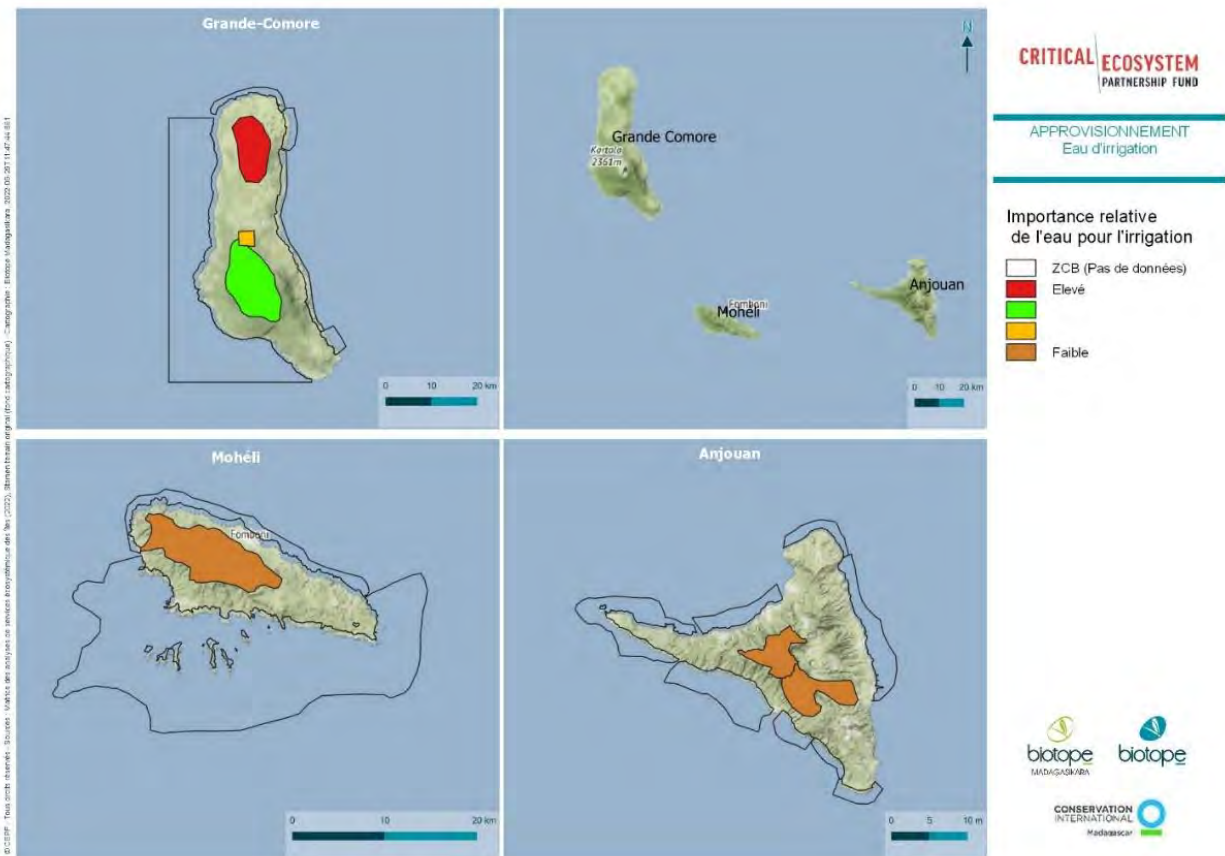 Grande-Comore
N
Grande Comore
Kartala
2361m
Anjouan
Fomboni
Mohéli
0 10 20 km
0 10 20 km
Mohéli
Fomboni
0 10 20 km
Anjouan
0 5 10 m
CRITICAL ECOSYSTEM
PARTNERSHIP FUND
APPROVISIONNEMENT
Eau d'irrigation
Importance relative
de l'eau pour l'irrigation
ZCB (Pas de données)
Elevé
Faible
biotope
MADAGASIKARA
biotope
CONSERVATION
INTERNATIONAL
Madagascar